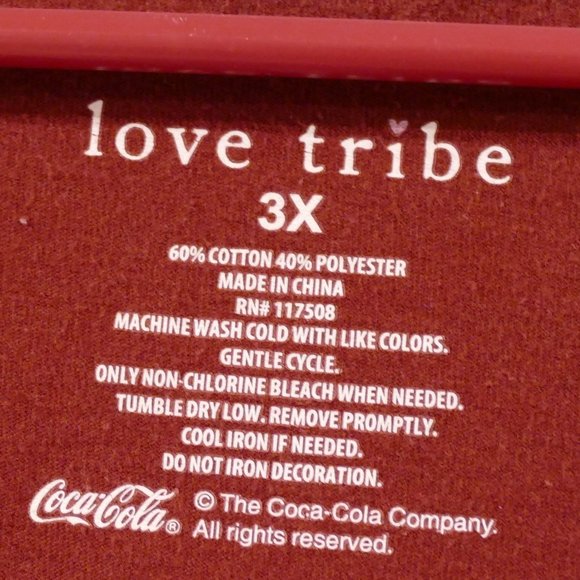 love tribe
3X
60% COTTON 40% POLYESTER
MADE IN CHINA
RN# 117508
MACHINE WASH COLD WITH LIKE COLORS.
GENTLE CYCLE.
ONLY NON-CHLORINE BLEACH WHEN NEEDED.
TUMBLE DRY LOW. REMOVE PROMPTLY.
COOL IRON IF NEEDED.
DO NOT IRON DECORATION.
Coca-Cola® © The Coca-Cola Company.
All rights reserved.